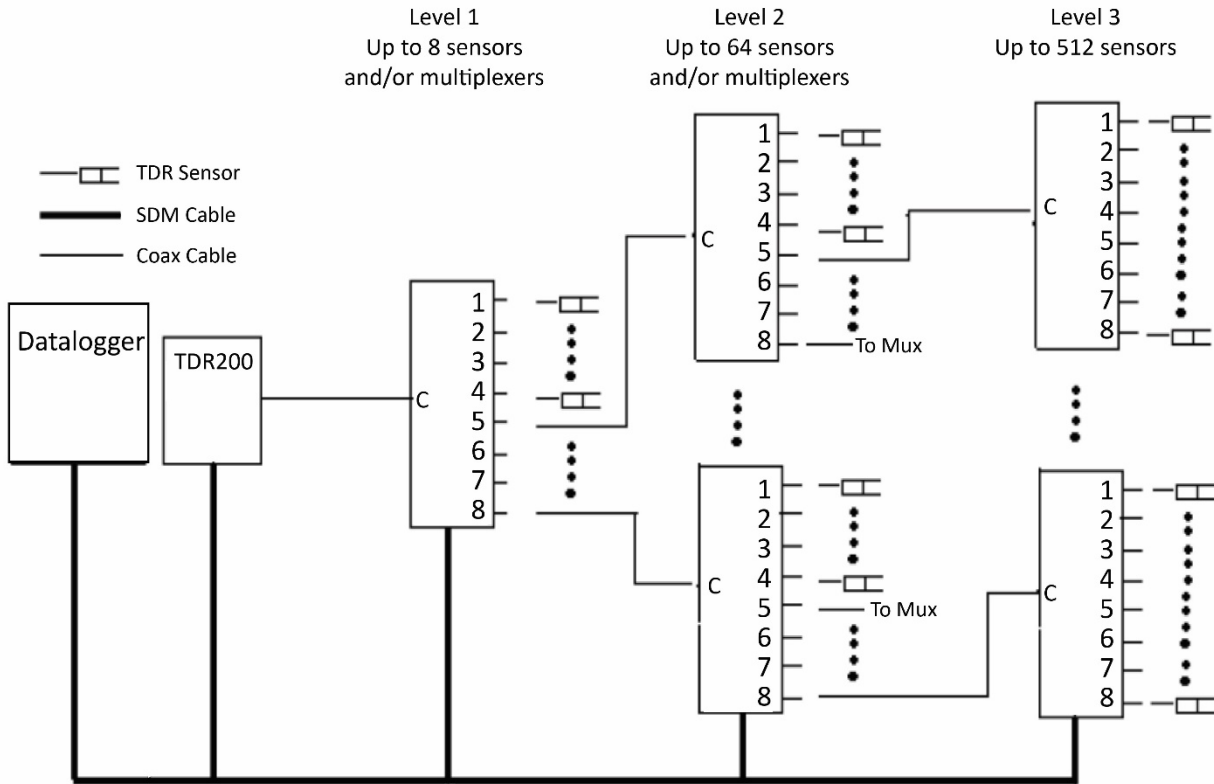 Level 1
Up to 8 sensors
and/or multiplexers
Level 2
Up to 64 sensors
and/or multiplexers
Level 3
Up to 512 sensors
TDR Sensor
SDM Cable
Coax Cable
Datalogger
TDR200
C
1
2
3
4
5
6
7
8
C
1
2
3
4
5
6
7
8
To Mux
C
1
2
3
4
5
6
7
8
C
1
2
3
4
5
To Mux
6
7
8
C
1
2
3
4
5
6
7
8